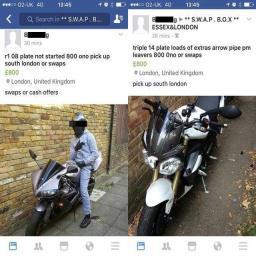 O2-UK 4G 13:45
Search in ** S.W.A.P . B...
30 mins
r1 08 plate not started 800 ono pick up
south london or swaps
£800
London, United Kingdom
swaps or cash offers
O2-UK 4G 13:45
** S.W.A.P . B.O.X **
ESSEX&LONDON
28 mins
triple 14 plate loads of extras arrow pipe pm
leavers 800 0no or swaps
£800
London, United Kingdom
pick up south london